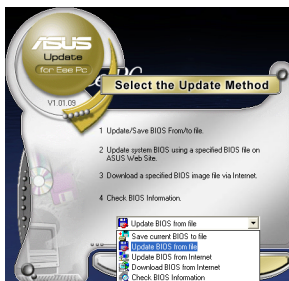 ASUS
Update
for Eee Pc
PC
V1.01.09
Select the Update Method
1 Update/Save BIOS From/to file.
2 Update system BIOS using a specified BIOS file on
ASUS Web Site.
3 Download a specified BIOS image file via Internet.
4 Check BIOS Information.
Update BIOS from file
Save current BIOS to file
Update BIOS from file
Update BIOS from Internet
Download BIOS from Internet
Check BIOS Information